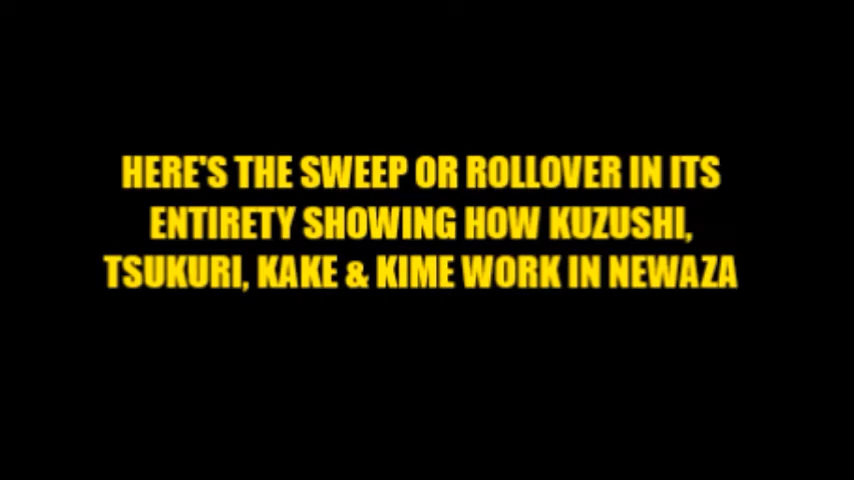 HERE'S THE SWEEP OR ROLLOVER IN ITS
ENTIRETY SHOWING HOW KUZUSHI,
TSUKURI, KAKE & KIME WORK IN NEWAZA